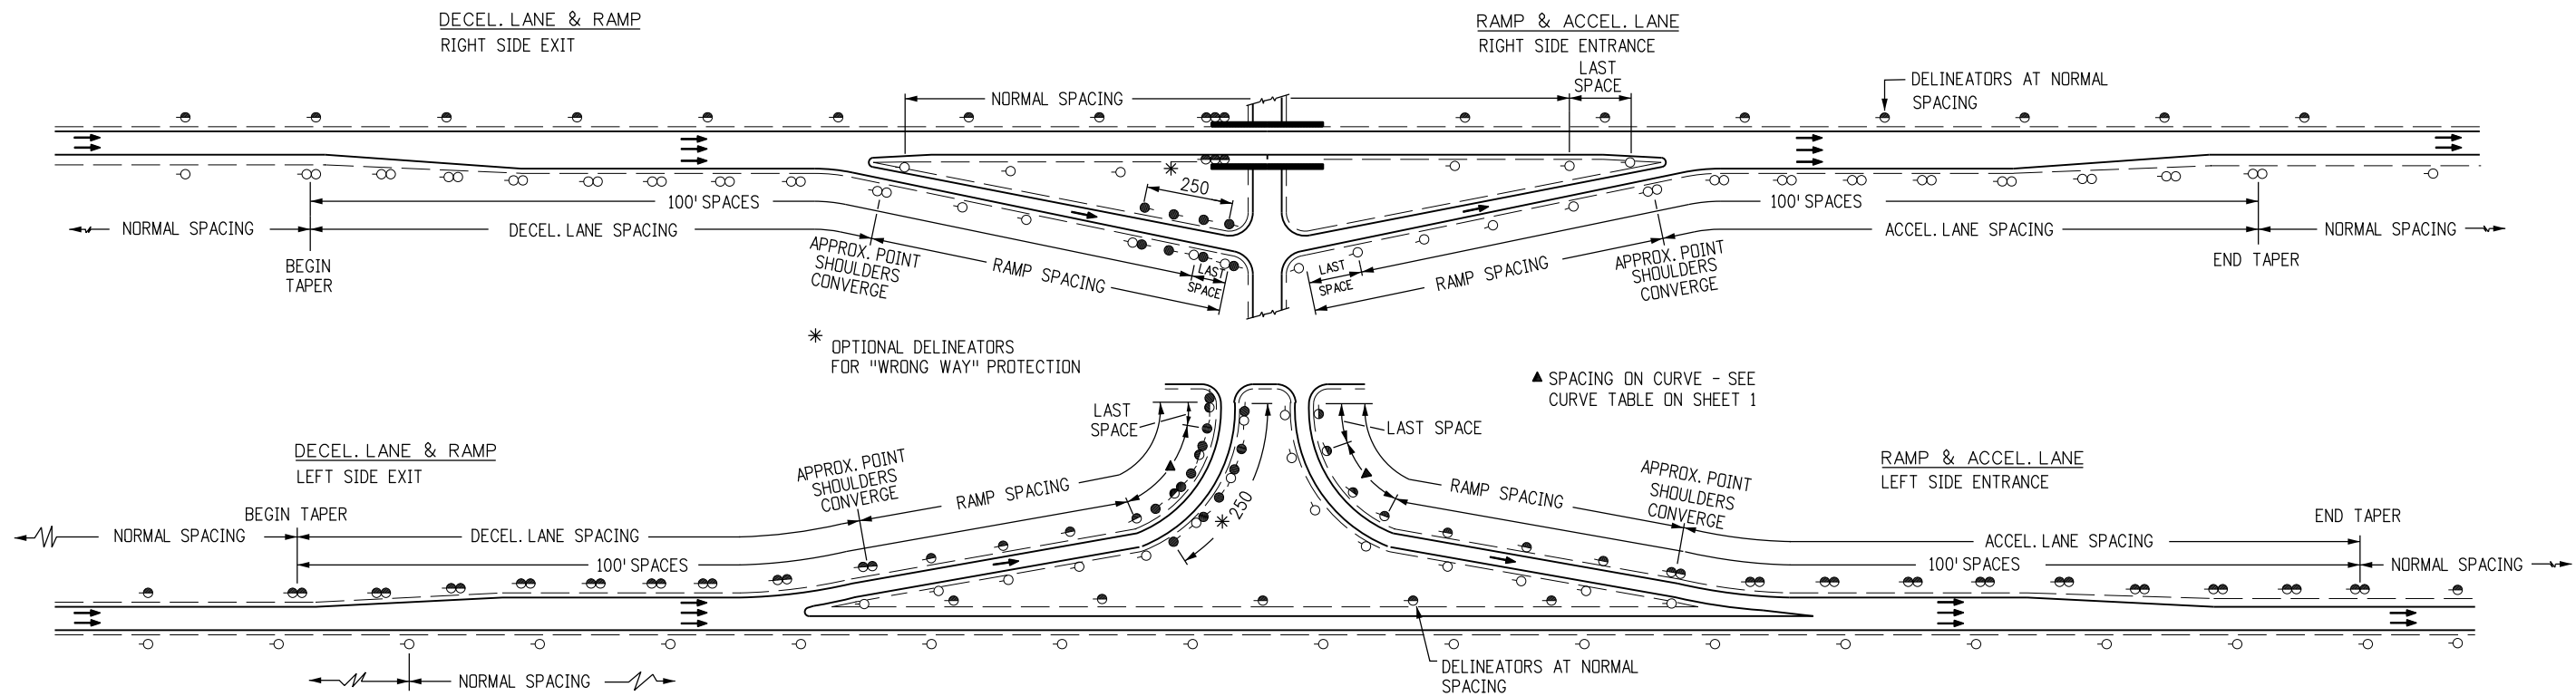 DECEL. LANE & RAMP
RIGHT SIDE EXIT
RAMP & ACCEL. LANE
RIGHT SIDE ENTRANCE
LAST
SPACE
NORMAL SPACING
DELINEATORS AT NORMAL
SPACING
* 250
100' SPACES
100' SPACES
NORMAL SPACING
DECEL. LANE SPACING
APPROX. POINT
SHOULDERS
CONVERGE
RAMP SPACING
LAST
SPACE
LAST
SPACE
RAMP SPACING
APPROX. POINT
SHOULDERS
CONVERGE
ACCEL. LANE SPACING
NORMAL SPACING
BEGIN
TAPER
END TAPER
* OPTIONAL DELINEATORS
FOR "WRONG WAY" PROTECTION
▲ SPACING ON CURVE - SEE
CURVE TABLE ON SHEET 1
DECEL. LANE & RAMP
LEFT SIDE EXIT
LAST
SPACE
LAST SPACE
RAMP & ACCEL. LANE
LEFT SIDE ENTRANCE
APPROX. POINT
SHOULDERS
CONVERGE
RAMP SPACING
* 250
RAMP SPACING
APPROX. POINT
SHOULDERS
CONVERGE
BEGIN TAPER
END TAPER
NORMAL SPACING
DECEL. LANE SPACING
ACCEL. LANE SPACING
100' SPACES
100' SPACES
NORMAL SPACING
DELINEATORS AT NORMAL
SPACING
NORMAL SPACING